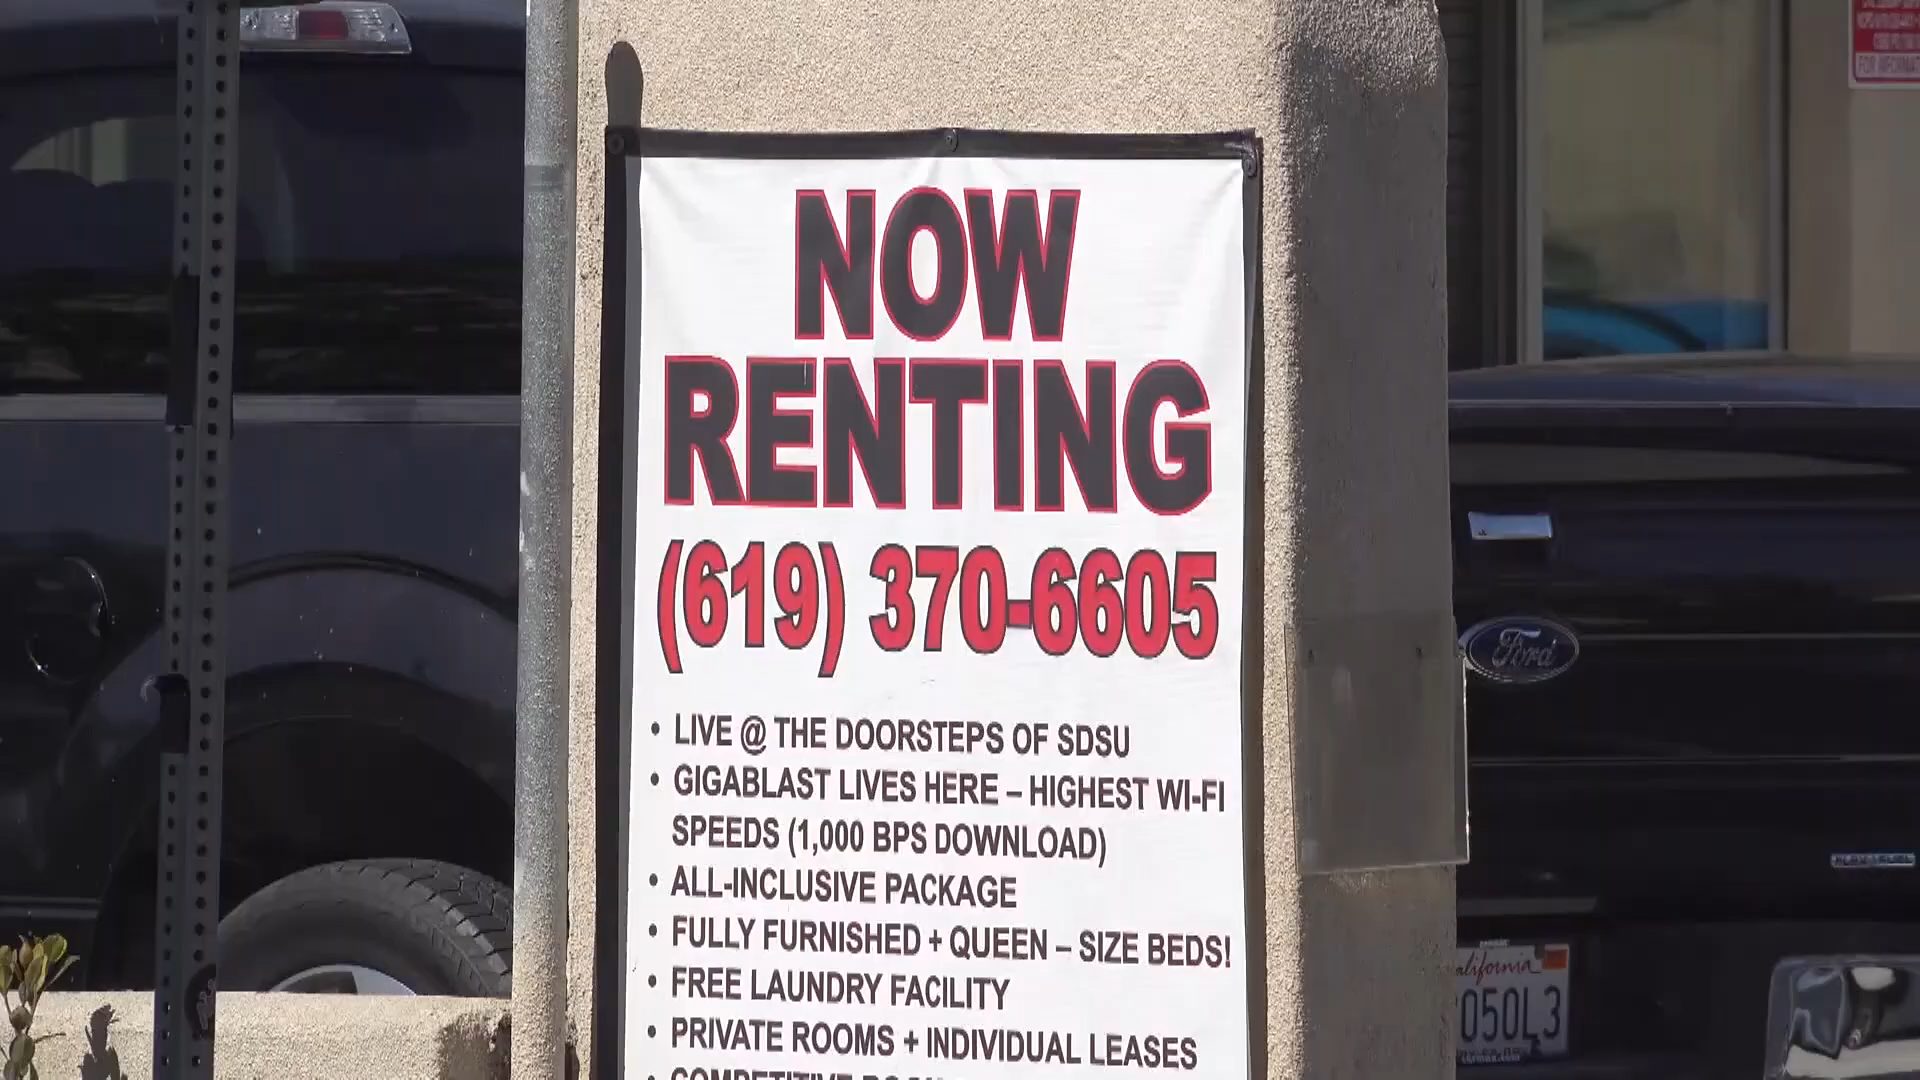 NOW
RENTING
(619) 370-6605
• LIVE @ THE DOORSTEPS OF SDSU
• GIGABLAST LIVES HERE – HIGHEST WI-FI
SPEEDS (1,000 BPS DOWNLOAD)
• ALL-INCLUSIVE PACKAGE
• FULLY FURNISHED + QUEEN – SIZE BEDS!
• FREE LAUNDRY FACILITY
• PRIVATE ROOMS + INDIVIDUAL LEASES
Ford
050L3